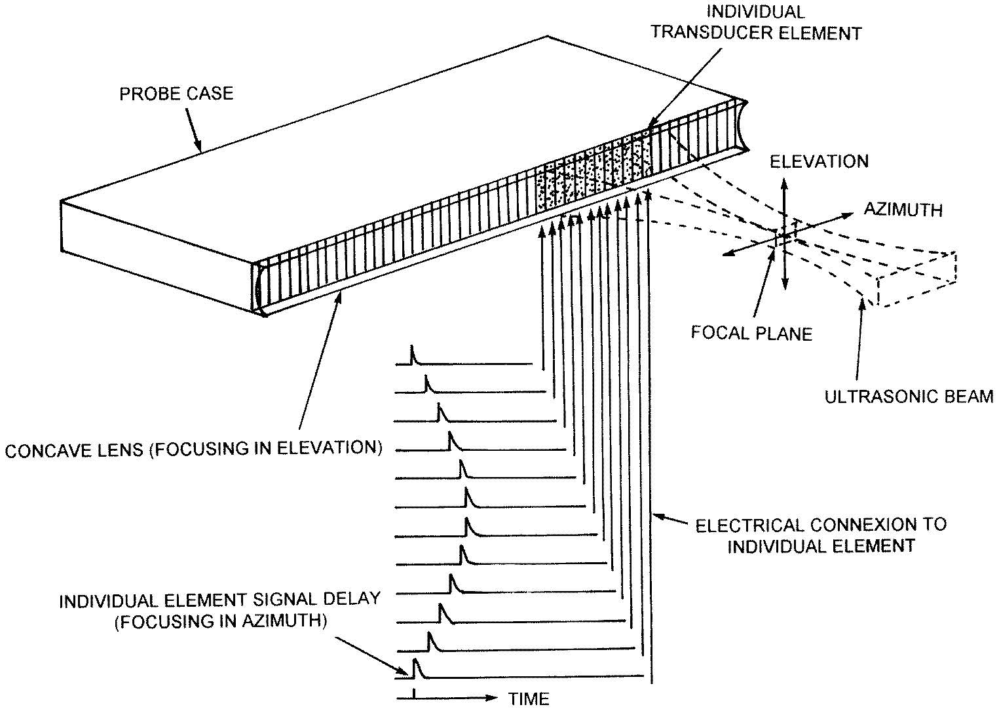 INDIVIDUAL
TRANSDUCER ELEMENT
PROBE CASE
ELEVATION
AZIMUTH
FOCAL PLANE
ULTRASONIC BEAM
CONCAVE LENS (FOCUSING IN ELEVATION)
ELECTRICAL CONNEXION TO
INDIVIDUAL ELEMENT
INDIVIDUAL ELEMENT SIGNAL DELAY
(FOCUSING IN AZIMUTH)
TIME